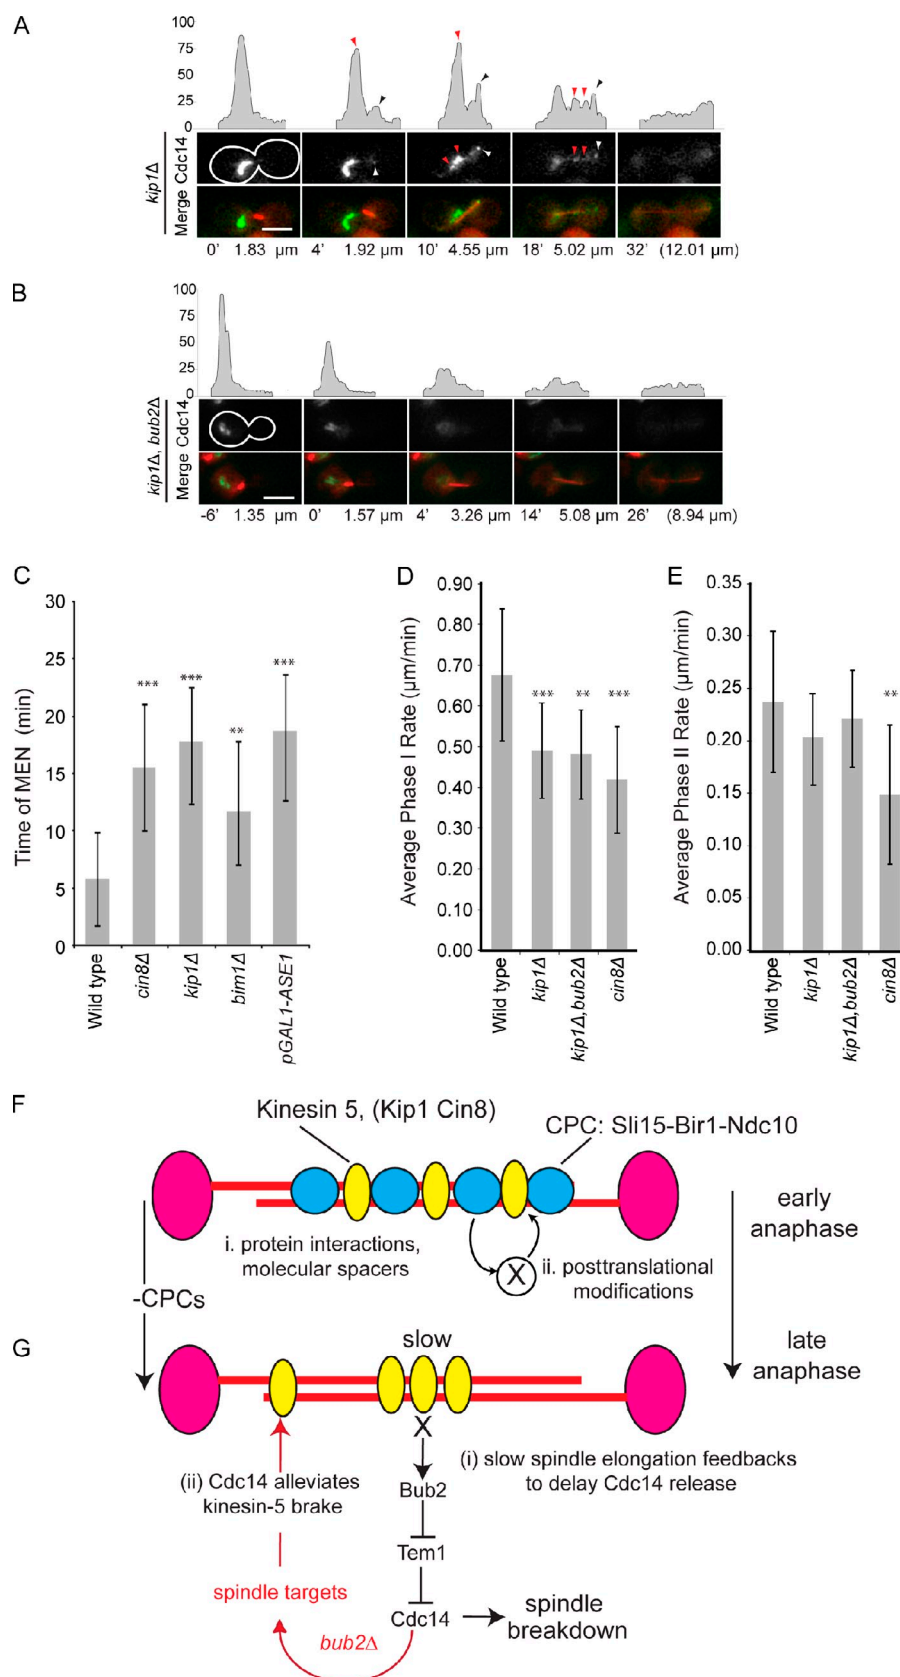 A
100
75
50
25
0
kip1Δ
Cdc14
Merge
0' 1.83 µm 4' 1.92 µm 10' 4.55 µm 18' 5.02 µm 32' (12.01 µm)
B
100
75
50
25
0
kip1Δ, bub2Δ
Cdc14
Merge
-6' 1.35 µm 0' 1.57 µm 4' 3.26 µm 14' 5.08 µm 26' (8.94 µm)
C
Time of MEN (min)
30
25
20
15
10
5
0
***
***
**
***
Wild type
cin8Δ
kip1Δ
bim1Δ
pGAL1-ASE1
D
Average Phase I Rate (µm/min)
0.90
0.80
0.70
0.60
0.50
0.40
0.30
0.20
0.10
0.00
***
**
***
Wild type
kip1Δ
kip1Δ,bub2Δ
cin8Δ
E
Average Phase II Rate (µm/min)
0.35
0.30
0.25
0.20
0.15
0.10
0.05
0.00
**
Wild type
kip1Δ
kip1Δ,bub2Δ
cin8Δ
F
Kinesin 5, (Kip1 Cin8)
CPC: Sli15-Bir1-Ndc10
early
anaphase
i. protein interactions,
molecular spacers
X
ii. posttranslational
modifications
-CPCs
late
anaphase
G
slow
X
(i) slow spindle elongation feedbacks
to delay Cdc14 release
(ii) Cdc14 alleviates
kinesin-5 brake
Bub2
Tem1
spindle targets
Cdc14
spindle
breakdown
bub2Δ